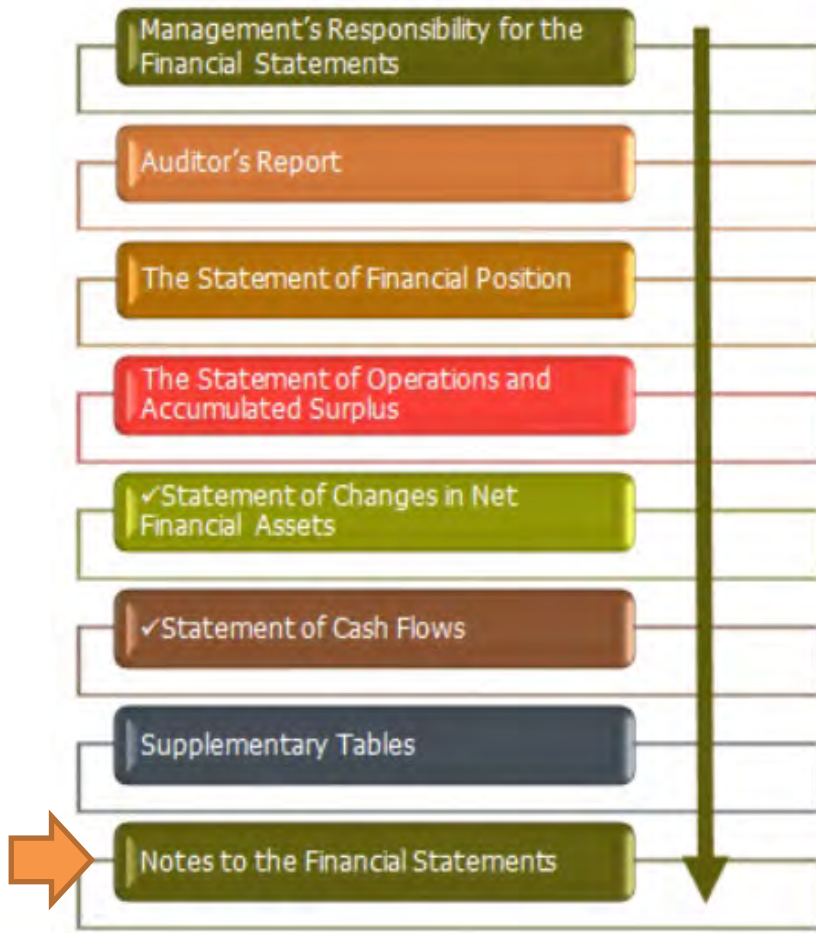 Management's Responsibility for the
Financial Statements
Auditor's Report
The Statement of Financial Position
The Statement of Operations and
Accumulated Surplus
✓Statement of Changes in Net
Financial Assets
✓Statement of Cash Flows
Supplementary Tables
Notes to the Financial Statements